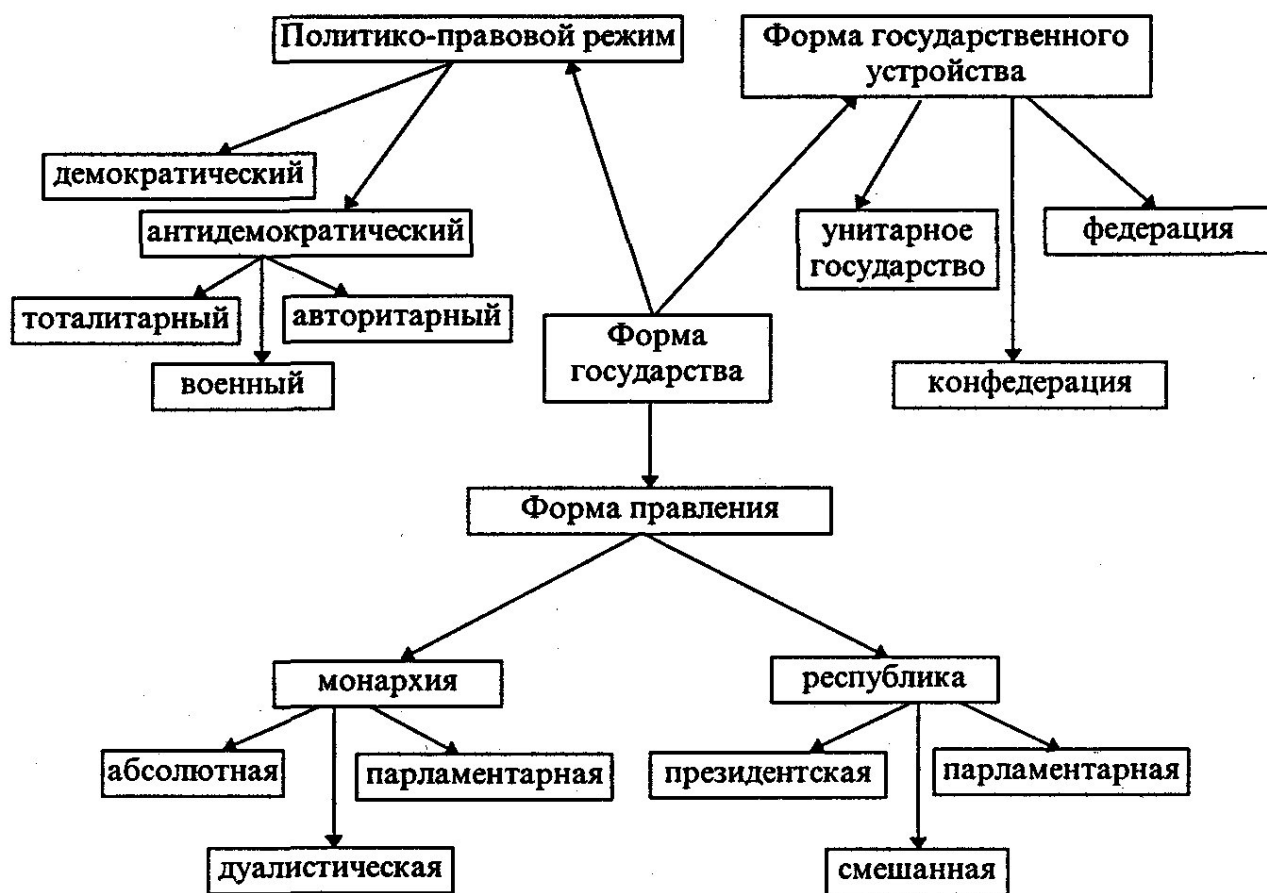 Политико-правовой режим
Форма государственного
устройства
демократический
антидемократический
унитарное
государство
федерация
тоталитарный
авторитарный
Форма
государства
военный
конфедерация
Форма правления
монархия
республика
абсолютная
парламентарная
президентская
парламентарная
дуалистическая
смешанная